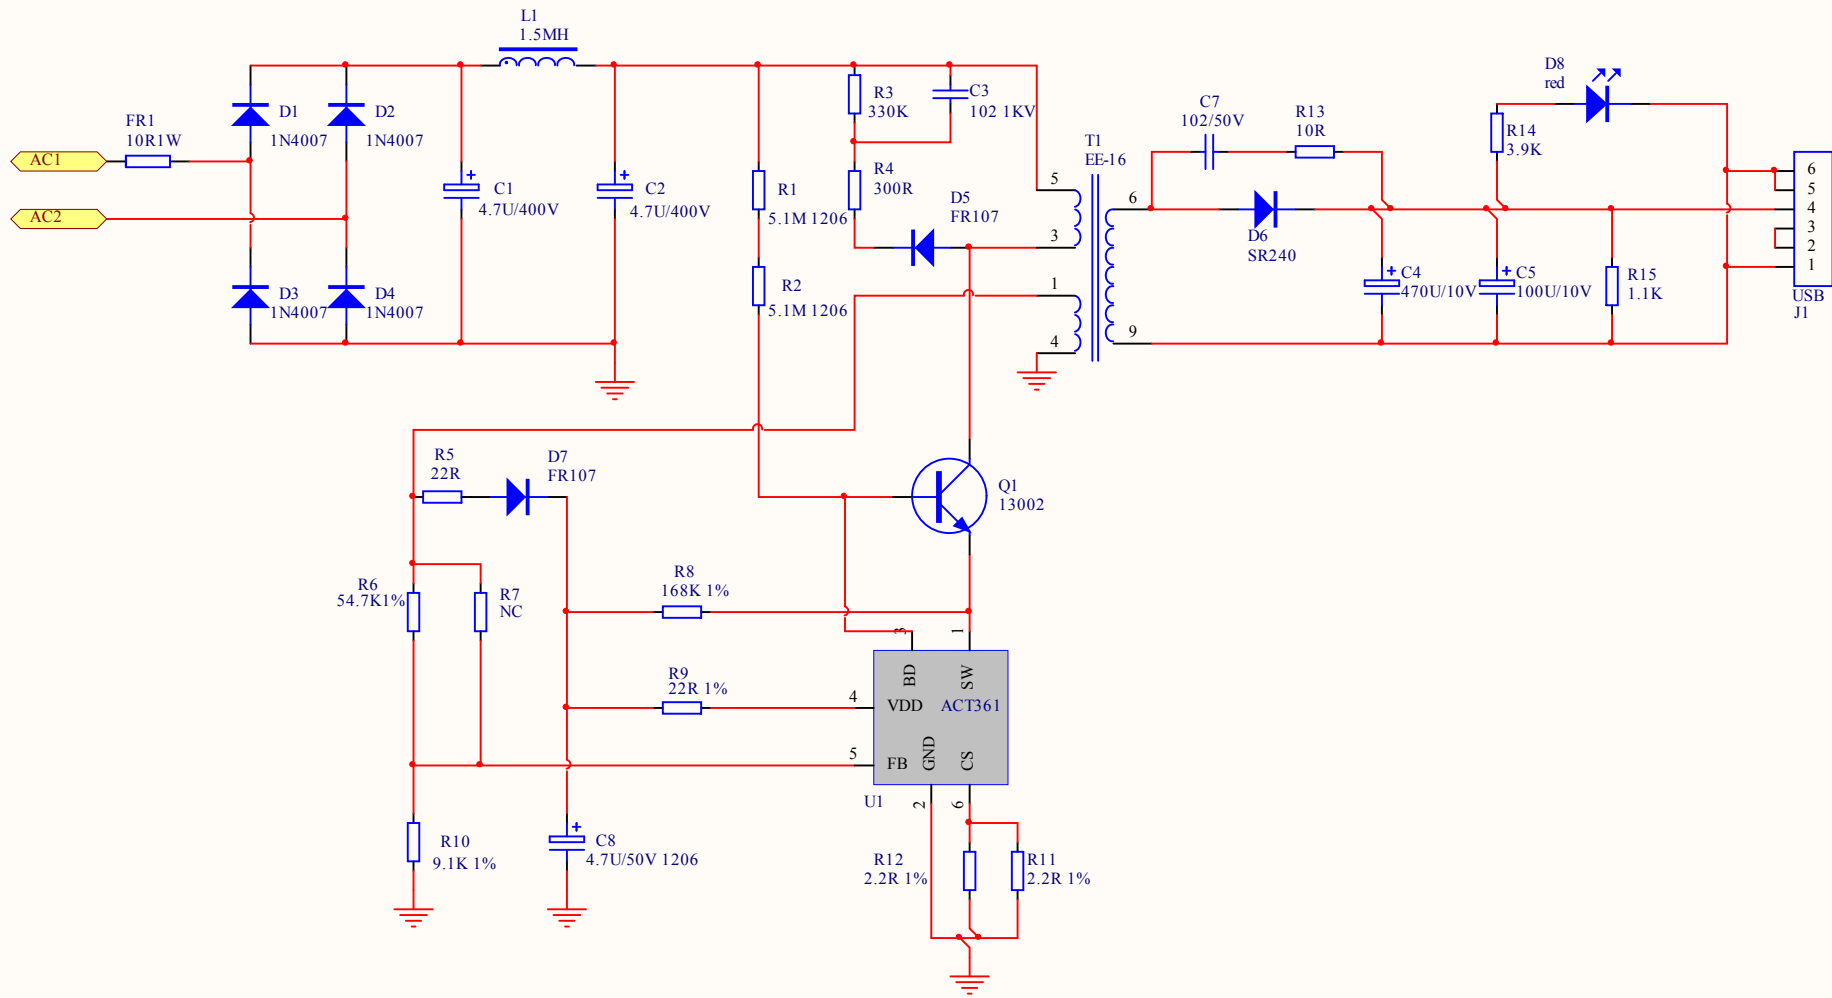 L1
1.5MH
D8
red
R3
330K
C3
102 1KV
C7
102/50V
R13
10R
D1
1N4007
D2
1N4007
FR1
10R1W
R14
3.9K
T1
EE-16
AC1
R4
300R
6
5
4
3
2
1
5
C1
4.7U/400V
C2
4.7U/400V
R1
5.1M 1206
D5
FR107
6
AC2
3
D6
SR240
R2
5.1M 1206
1
C4
470U/10V
C5
100U/10V
R15
1.1K
D3
1N4007
D4
1N4007
USB
J1
4
9
R5
22R
D7
FR107
Q1
13002
R6
54.7K1%
R7
NC
R8
168K 1%
3
1
BD
SW
R9
22R 1%
4
VDD
ACT361
5
FB
GND
CS
U1
2
6
R10
9.1K 1%
C8
4.7U/50V 1206
R12
2.2R 1%
R11
2.2R 1%